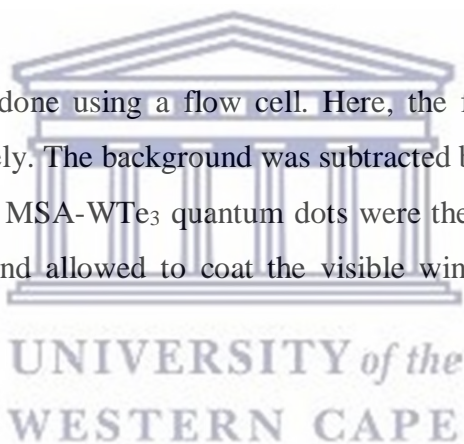 done using a flow cell. Here, the
ely. The background was subtracted
MSA-WTe₃ quantum dots were the
nd allowed to coat the visible win
UNIVERSITY of the
WESTERN CAPE